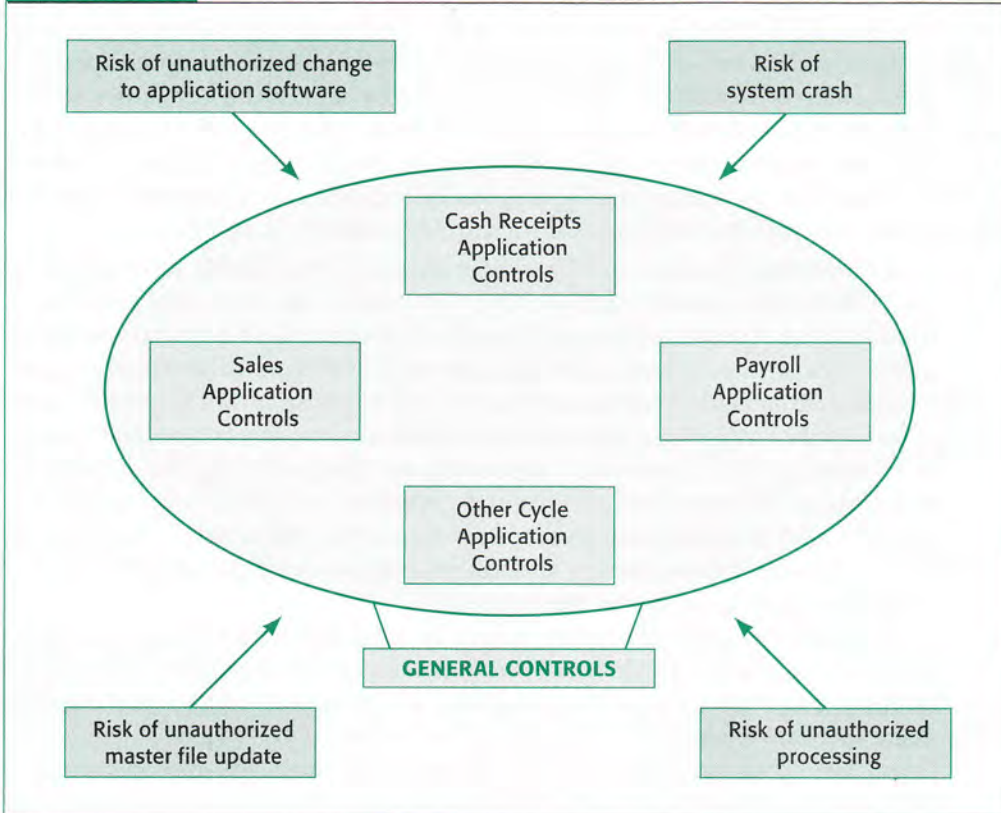 Risk of unauthorized change
to application software
Risk of
system crash
Cash Receipts
Application
Controls
Sales
Application
Controls
Payroll
Application
Controls
Other Cycle
Application
Controls
GENERAL CONTROLS
Risk of unauthorized
master file update
Risk of unauthorized
processing